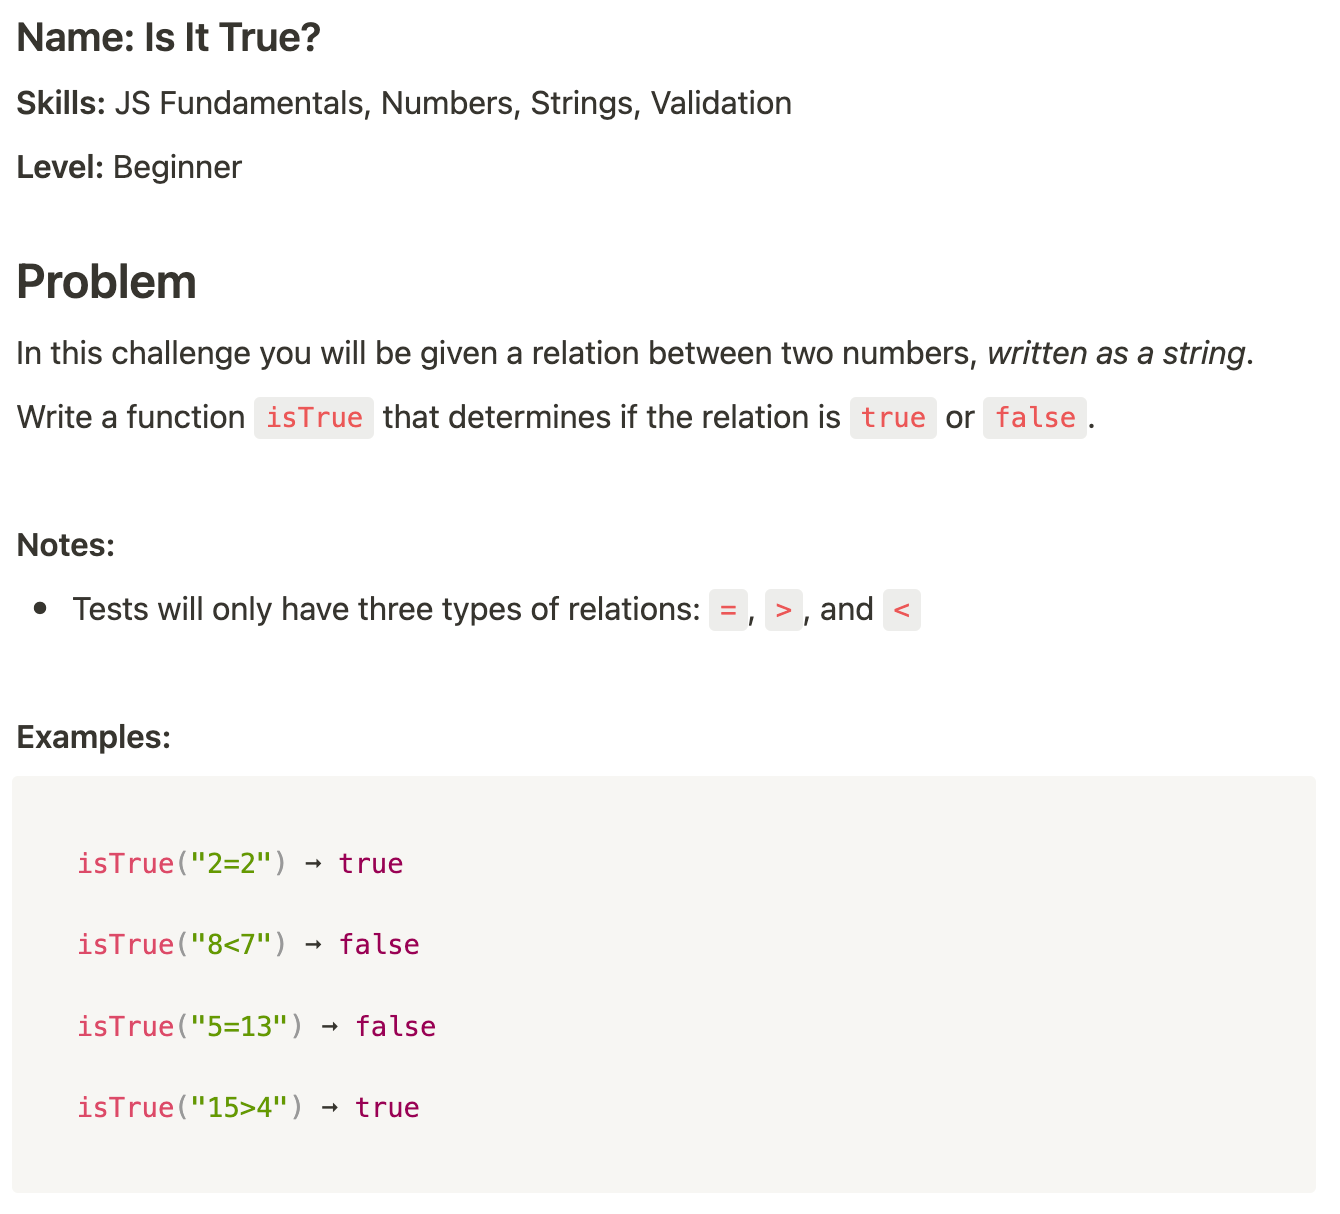 Name: Is It True?
Skills: JS Fundamentals, Numbers, Strings, Validation
Level: Beginner
Problem
In this challenge you will be given a relation between two numbers, written as a string.
Write a function isTrue that determines if the relation is true or false.
Notes:
• Tests will only have three types of relations: =, >, and <
Examples:
isTrue("2=2") → true
isTrue("8<7") → false
isTrue("5=13") → false
isTrue("15>4") → true